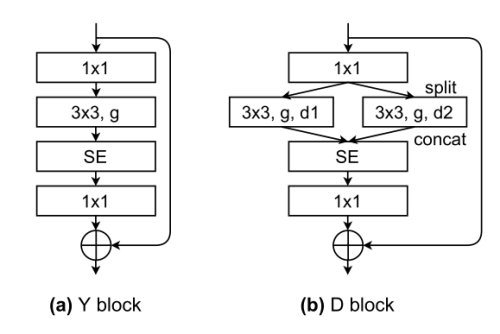 1x1
3x3, g
SE
1x1
(a) Y block
1x1
split
3x3, g, d1
3x3, g, d2
concat
SE
1x1
(b) D block